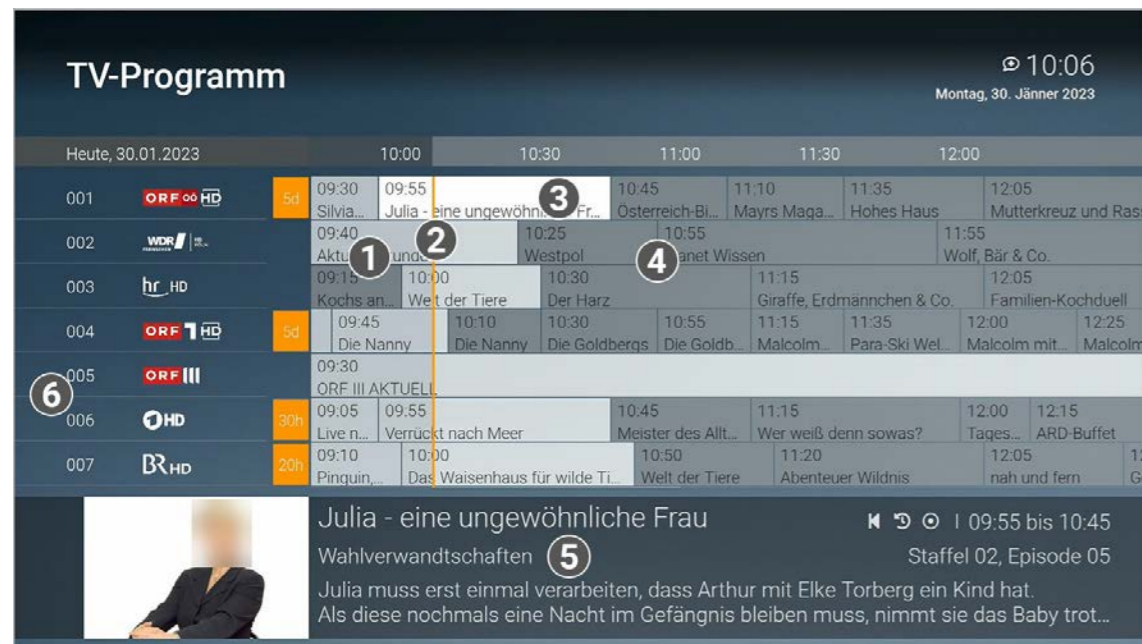 TV-Programm
10:06
Montag, 30. Jänner 2023
Heute, 30.01.2023 10:00 10:30 11:00 11:30 12:00
001 ORF OÖ HD 5d 09:30 09:55 10:45 11:10 11:35 12:05
Silvia... Julia - eine ungewöhnli Fr... Österreich-Bi... Mayrs Maga... Hohes Haus Mutterkreuz und Ras
3
002 WDR 09:40 10:25 10:55 11:55
Westpol anet Wissen Wolf, Bär & Co.
1 2 4
003 hr HD 09:15 10:00 10:30 11:15 12:05
Kochs an... Welt der Tiere Der Harz Giraffe, Erdmännchen & Co. Familien-Kochduell
004 ORF 1 HD 5d 09:45 10:10 10:30 10:55 11:15 11:35 12:00 12:25
Die Nanny Die Nanny Die Goldbergs Die Goldb... Malcolm... Para-Ski Wel... Malcolm mit... Malcolm
005 ORF III 09:30
ORF III AKTUELL
6
006 1 HD 30h 09:05 09:55 10:45 11:15 12:00 12:15
Live n... Verrückt nach Meer Meister des Allt... Wer weiß denn sowas? Tages... ARD-Buffet
007 BR HD 20h 09:10 10:00 10:50 11:20 12:05
Pinguin,... Das Waisenhaus für wilde Ti... Welt der Tiere Abenteuer Wildnis nah und fern
Julia - eine ungewöhnliche Frau I 09:55 bis 10:45
Wahlverwandtschaften 5 Staffel 02, Episode 05
Julia muss erst einmal verarbeiten, dass Arthur mit Elke Torberg ein Kind hat.
Als diese nochmals eine Nacht im Gefängnis bleiben muss, nimmt sie das Baby trot...